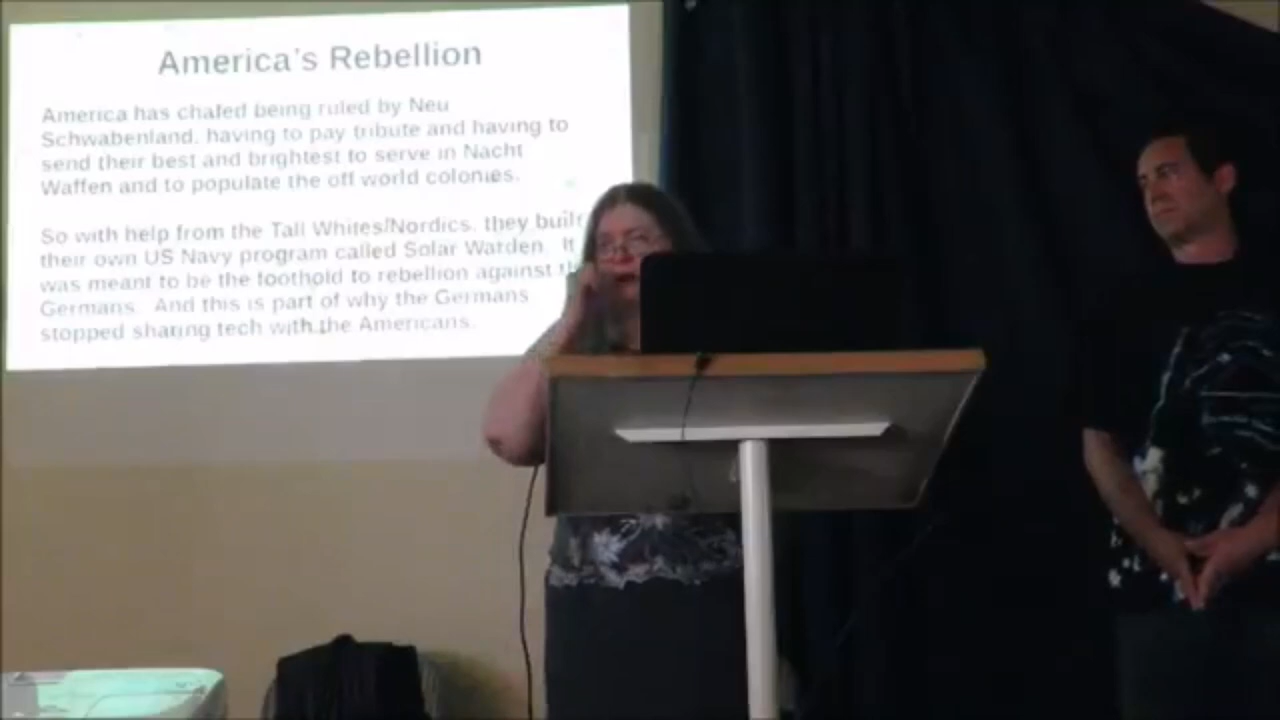 America's Rebellion
America has chafed being ruled by Neu
Schwabenland, having to pay tribute and having to
send their best and brightest to serve in Nacht
Waffen and to populate the off world colonies.
So with help from the Tall Whites/Nordics, they built
their own US Navy program called Solar Warden. It
was meant to be the foothold to rebellion against
Germans. And this is part of why the Germans
stopped sharing tech with the Americans.